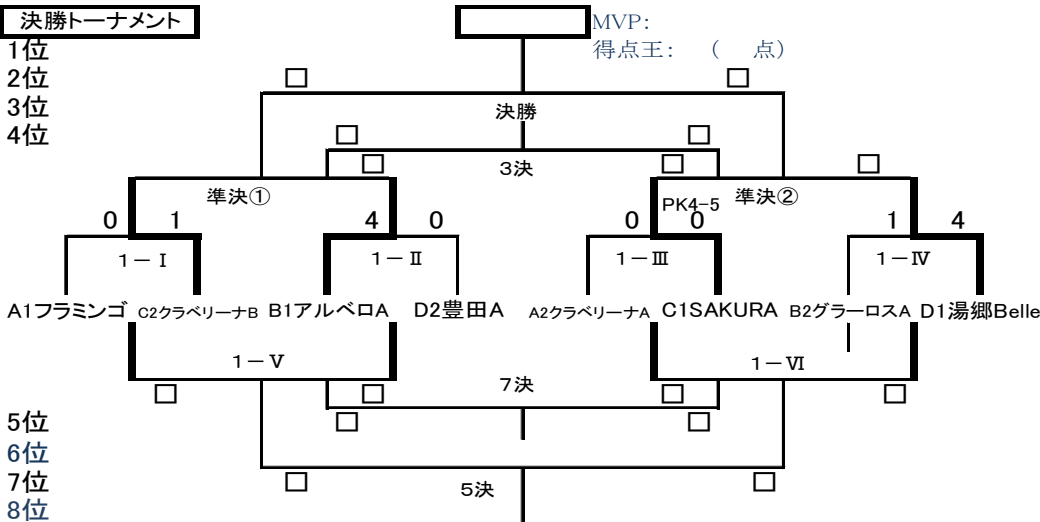 決勝トーナメント
MVP:
1位
得点王: ( 点)
2位
3位
決勝
4位
3決
準決①
PK4-5
準決②
0 1 4 0 0 0 1 4
1－Ⅰ 1－Ⅱ 1－Ⅲ 1－Ⅳ
A1フラミンゴ C2クラベリーナB B1アルベロA D2豊田A A2クラベリーナA C1SAKURA B2グラーロスA D1湯郷Belle
1－Ⅴ 1－Ⅵ
7決
5位
6位
7位
5決
8位